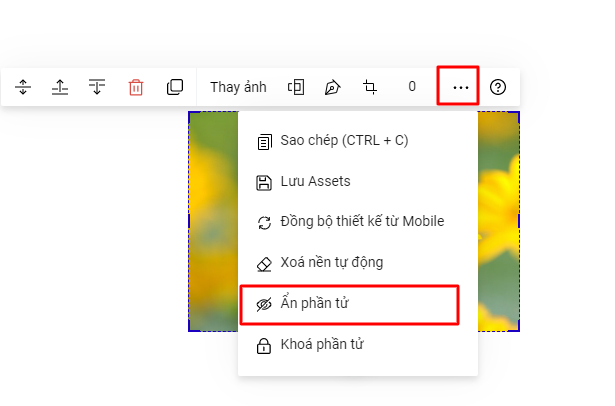 Thay ảnh
0
Sao chép (CTRL + C)
Lưu Assets
Đồng bộ thiết kế từ Mobile
Xoá nền tự động
Ẩn phần tử
Khoá phần tử